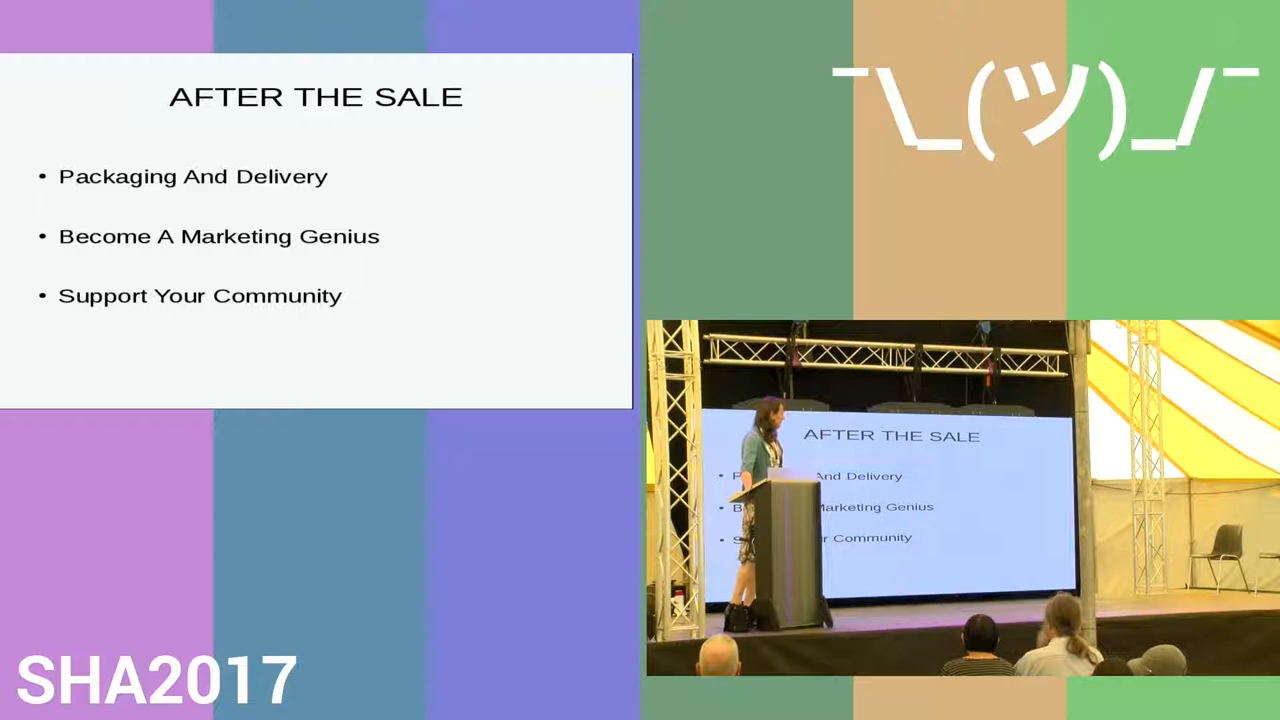 AFTER THE SALE
• Packaging And Delivery
• Become A Marketing Genius
• Support Your Community
¯\_(ツ)_/¯
AFTER THE SALE
And Delivery
Marketing Genius
Community
SHA2017